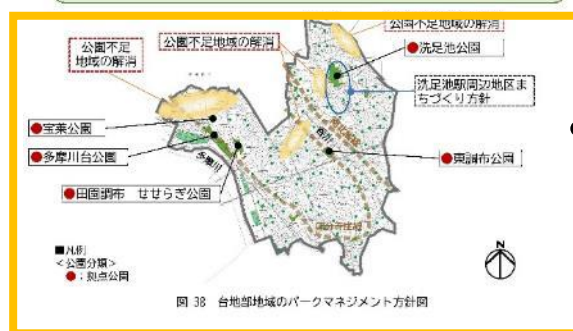 公園不足地域の解消
公園不足地域の解消
公園不足
地域の解消
●洗足池公園
洗足池駅周辺地区ま
ちづくり方針
●宝莱公園
●多摩川台公園
●東調布公園
多摩川
●田園調布 せせらぎ公園
■凡例
<公園分類>
●：拠点公園
N
図 38 台地部地域のパークマネジメント方針図